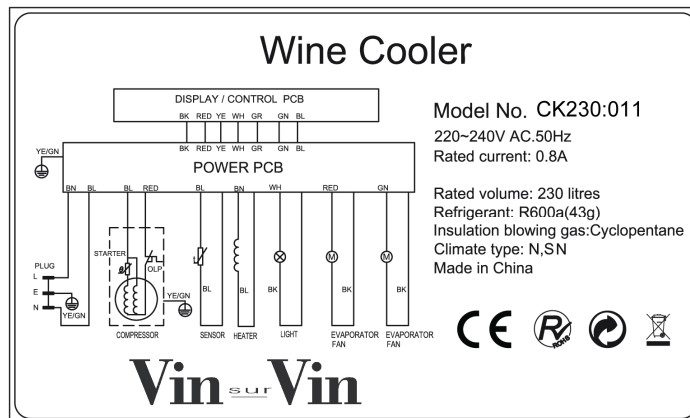 Wine Cooler
DISPLAY / CONTROL PCB
BK RED YE WH GR GN BL
BK RED YE WH GR GN BL
YE/GN
POWER PCB
BN BL BL RED BL BN WH RED GN
STARTER
OLP
PLUG
L
E
N
YE/GN
YE/GN
BL BL BK BK BK
COMPRESSOR SENSOR HEATER LIGHT EVAPORATOR FAN EVAPORATOR FAN
Model No. CK230:011
220~240V AC.50Hz
Rated current: 0.8A
Rated volume: 230 litres
Refrigerant: R600a(43g)
Insulation blowing gas:Cyclopentane
Climate type: N,SN
Made in China
CE
R
ROHS
M M
Vin sur Vin